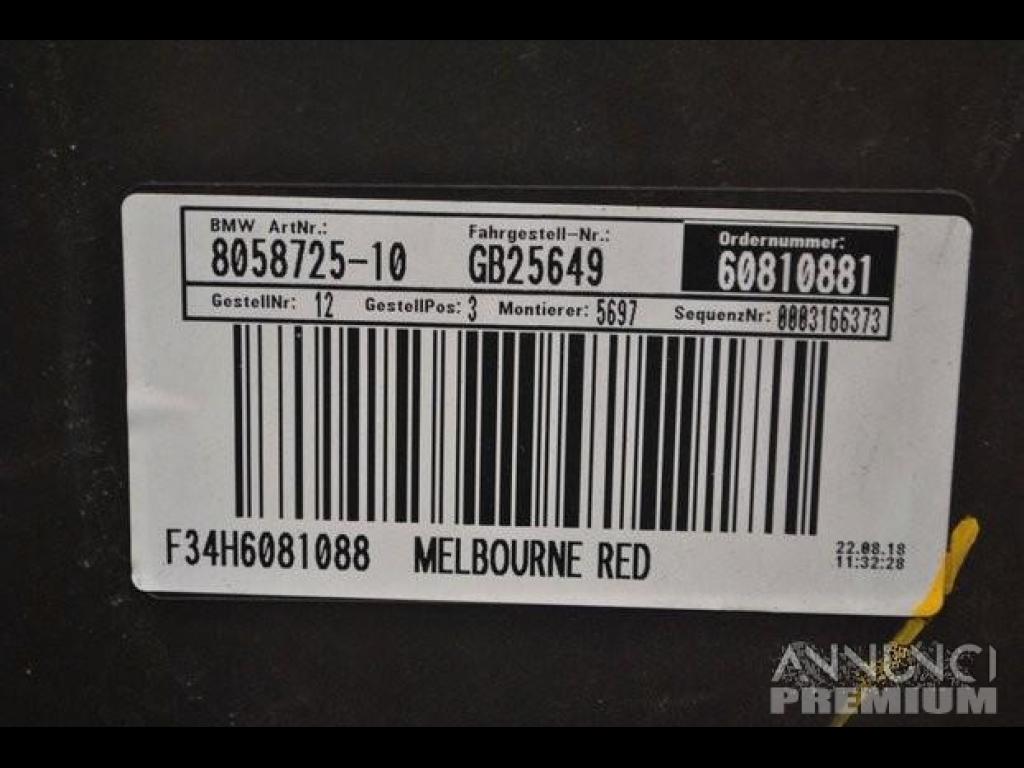 BMW ArtNr.: Fahrgestell-Nr.: Ordernummer:
8058725-10 GB25649 60810881
GestellNr: 12 GestellPos: 3 Montierer: 5697 SequenzNr: 0003166373
F34H6081088 MELBOURNE RED 22.08.18
11:32:28
ANNUNCI
PREMIUM